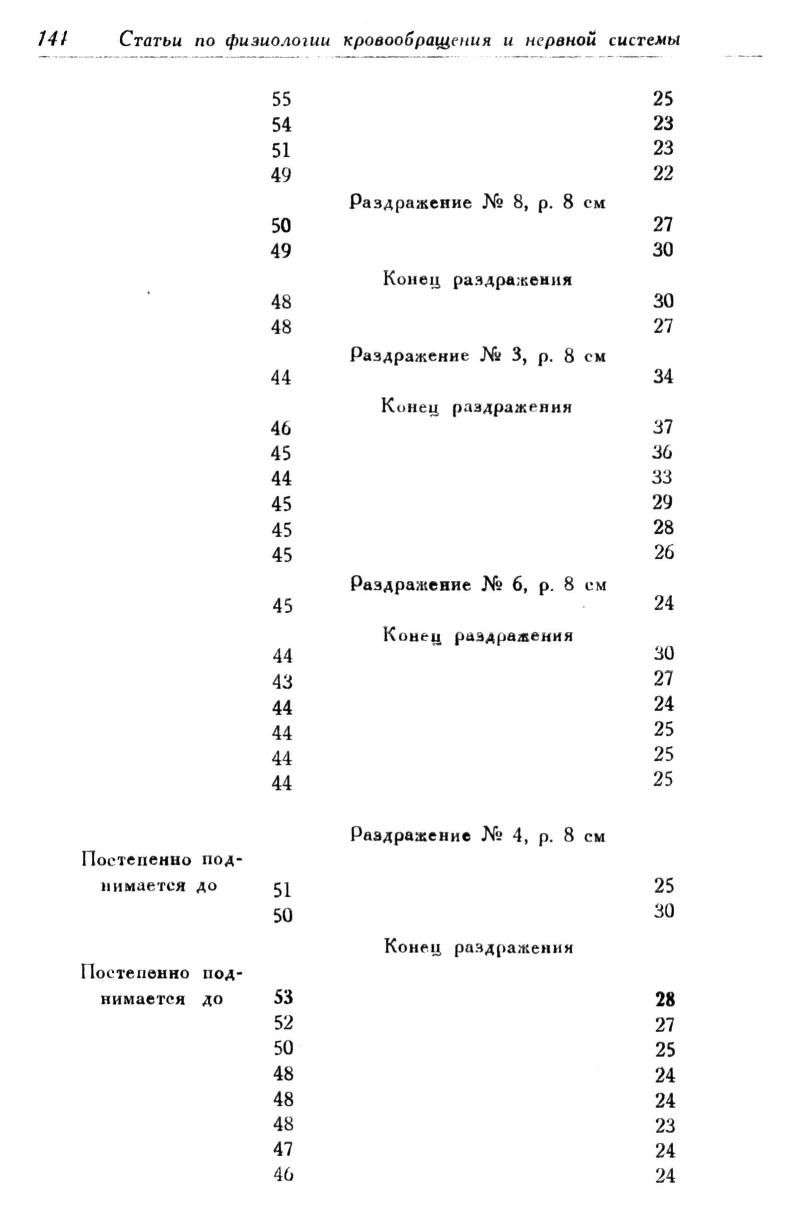 144 Статьи по физиологии кровообращения и нервной системы
55 25
54 23
51 23
49 22
Раздражение № 8, р. 8 см
50 27
49 30
Конец раздражения
48 30
48 27
Раздражение № 3, р. 8 см
44 34
Конец раздражения
46 37
45 36
44 33
45 29
45 28
45 26
Раздражение № 6, р. 8 см
45 24
Конец раздражения
44 30
43 27
44 24
44 25
44 25
44 25
Раздражение № 4, р. 8 см
Постепенно под-
нимается до 51 25
50 30
Конец раздражения
Постепенно под-
нимается до 53 28
52 27
50 25
48 24
48 24
48 23
47 24
46 24